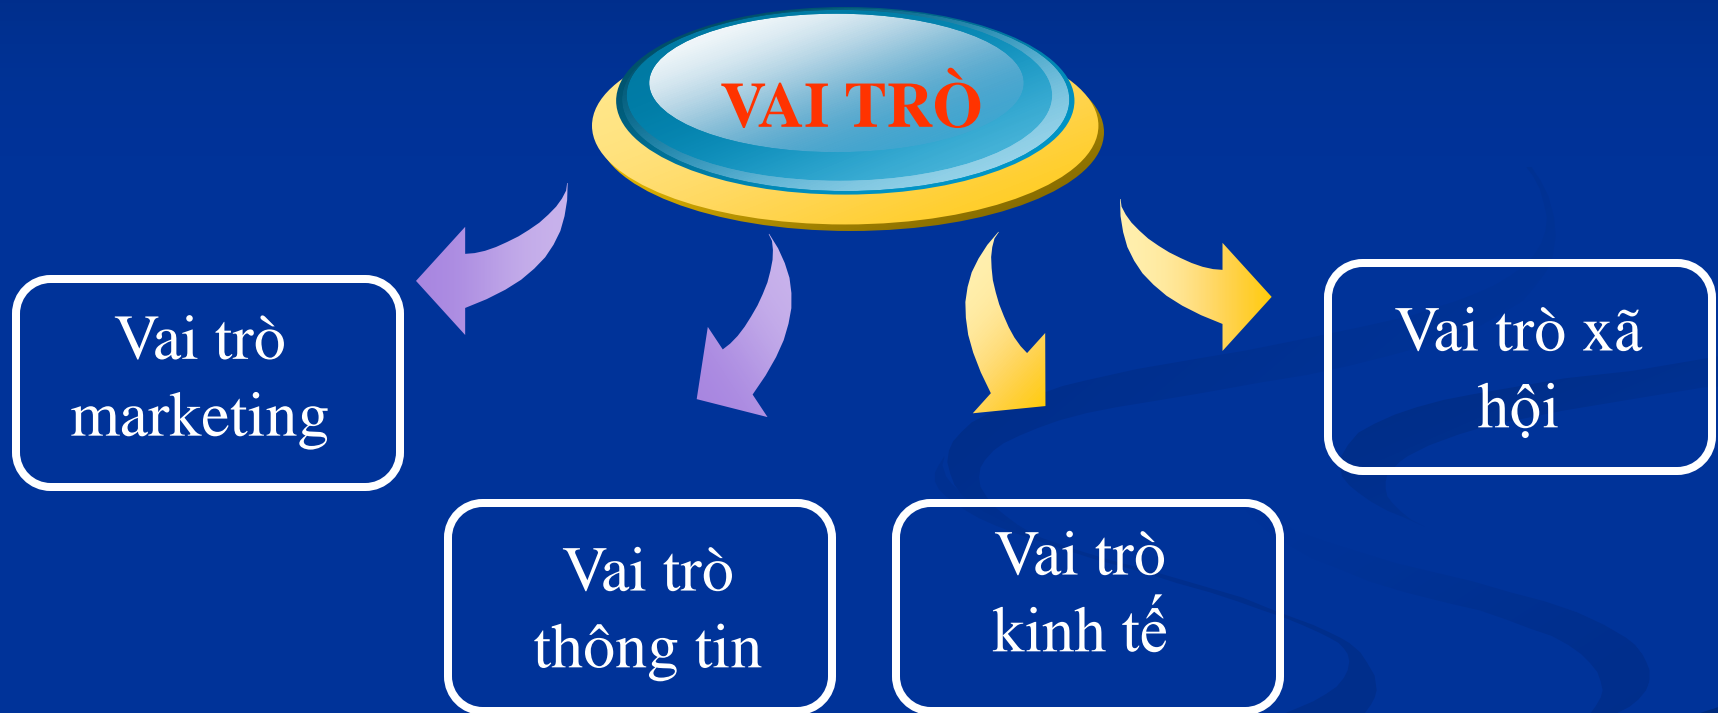 VAI TRÒ
Vai trò
marketing
Vai trò
thông tin
Vai trò
kinh tế
Vai trò xã
hội